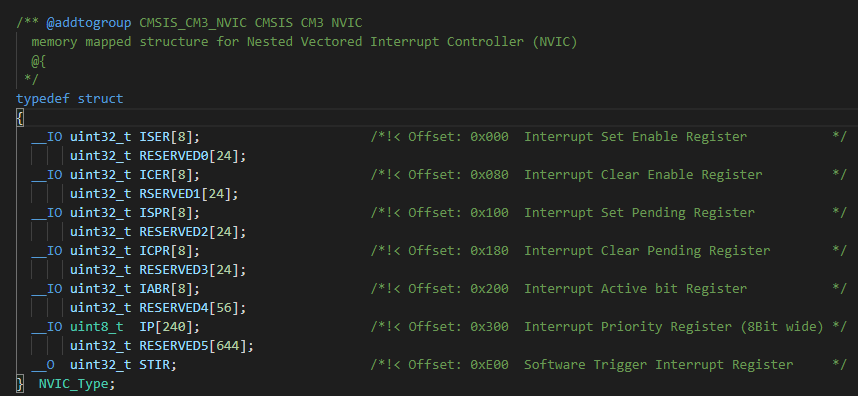 /** @addtogroup CMSIS_CM3_NVIC CMSIS CM3 NVIC
  memory mapped structure for Nested Vectored Interrupt Controller (NVIC)
  @{
 */
typedef struct
{
  __IO uint32_t ISER[8];                      /*!< Offset: 0x000  Interrupt Set Enable Register           */
       uint32_t RESERVED0[24];
  __IO uint32_t ICER[8];                      /*!< Offset: 0x080  Interrupt Clear Enable Register         */
       uint32_t RSERVED1[24];
  __IO uint32_t ISPR[8];                      /*!< Offset: 0x100  Interrupt Set Pending Register          */
       uint32_t RESERVED2[24];
  __IO uint32_t ICPR[8];                      /*!< Offset: 0x180  Interrupt Clear Pending Register        */
       uint32_t RESERVED3[24];
  __IO uint32_t IABR[8];                      /*!< Offset: 0x200  Interrupt Active bit Register           */
       uint32_t RESERVED4[56];
  __IO uint8_t  IP[240];                      /*!< Offset: 0x300  Interrupt Priority Register (8Bit wide) */
       uint32_t RESERVED5[644];
  __O  uint32_t STIR;                         /*!< Offset: 0xE00  Software Trigger Interrupt Register     */
}  NVIC_Type;